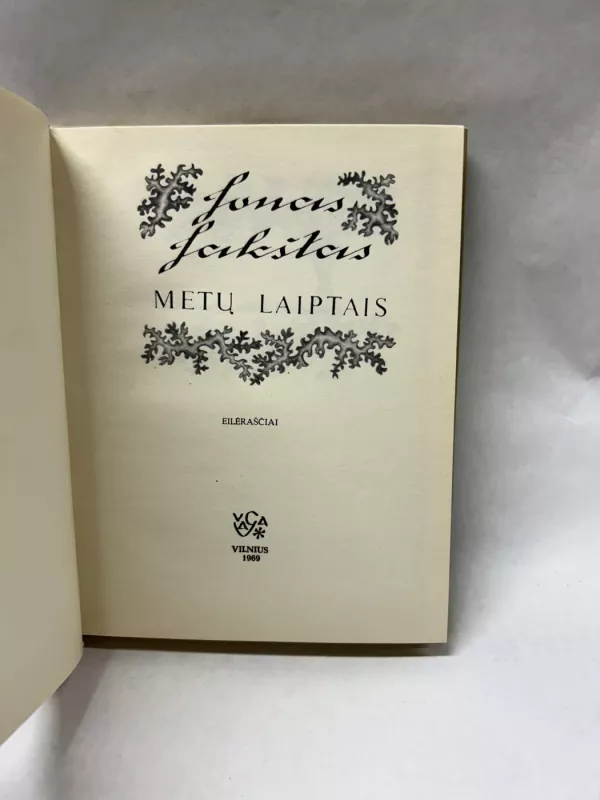 Jonas
Jakštas
METŲ LAIPTAIS
EILĖRAŠČIAI
VAGA
VILNIUS
1969